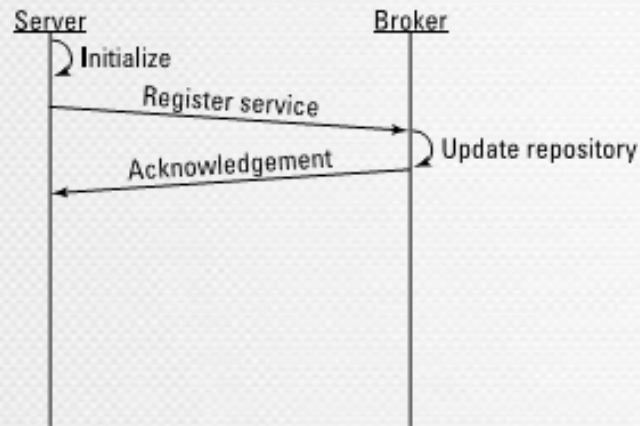 Server
Broker
Initialize
Register service
Update repository
Acknowledgement